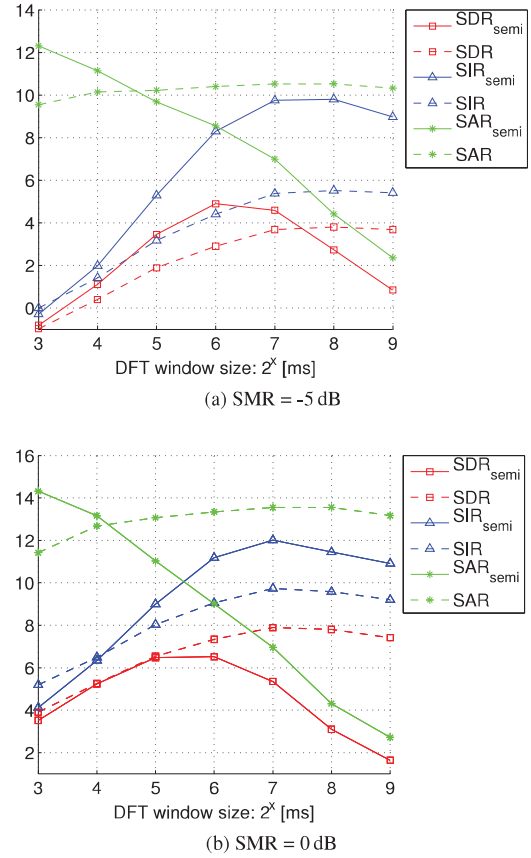 14
12
10
8
6
4
2
0
3 4 5 6 7 8 9
DFT window size: 2^x [ms]
SDR_semi
SDR
SIR_semi
SIR
SAR_semi
SAR
(a) SMR = -5 dB
16
14
12
10
8
6
4
2
3 4 5 6 7 8 9
DFT window size: 2^x [ms]
SDR_semi
SDR
SIR_semi
SIR
SAR_semi
SAR
(b) SMR = 0 dB